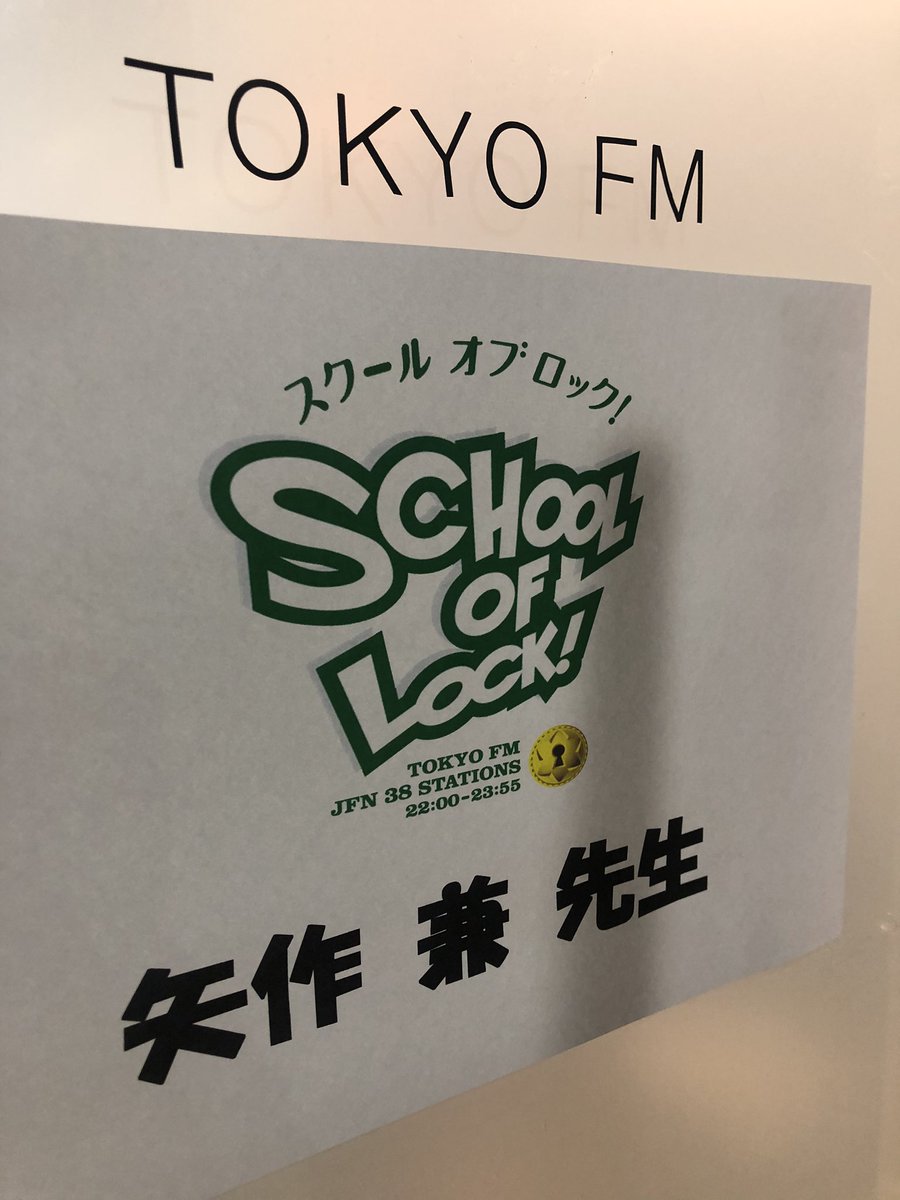 TOKYO FM
スクール オブ ロック!
SCHOOL
OF
LOCK!
TOKYO FM
JFN 38 STATIONS
22:00-23:55
矢作 兼 先生